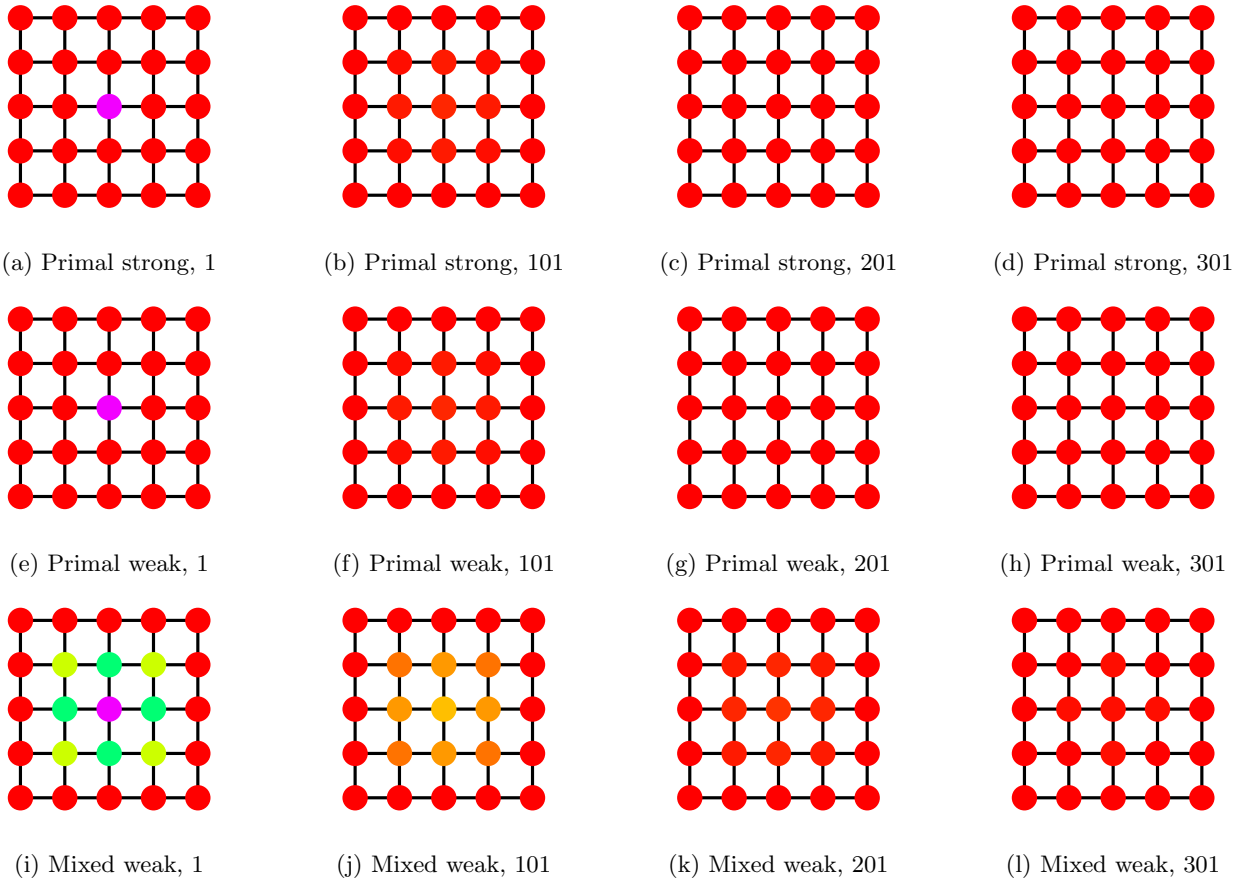 (a) Primal strong, 1
(b) Primal strong, 101
(c) Primal strong, 201
(d) Primal strong, 301
(e) Primal weak, 1
(f) Primal weak, 101
(g) Primal weak, 201
(h) Primal weak, 301
(i) Mixed weak, 1
(j) Mixed weak, 101
(k) Mixed weak, 201
(l) Mixed weak, 301